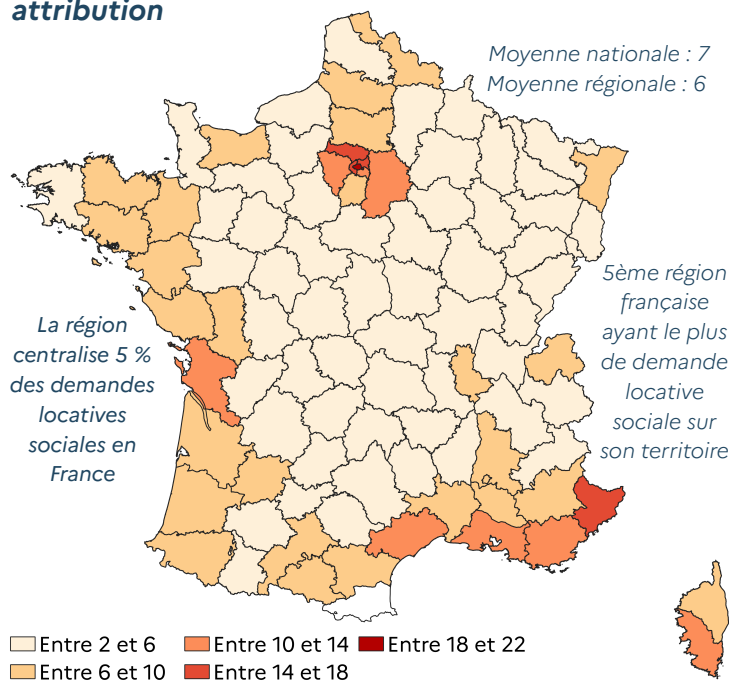 attribution
Moyenne nationale : 7
Moyenne régionale : 6
La région
centralise 5 %
des demandes
locatives
sociales en
France
5ème région
française
ayant le plus
de demande
locative
sociale sur
son territoire
Entre 2 et 6
Entre 10 et 14
Entre 18 et 22
Entre 6 et 10
Entre 14 et 18